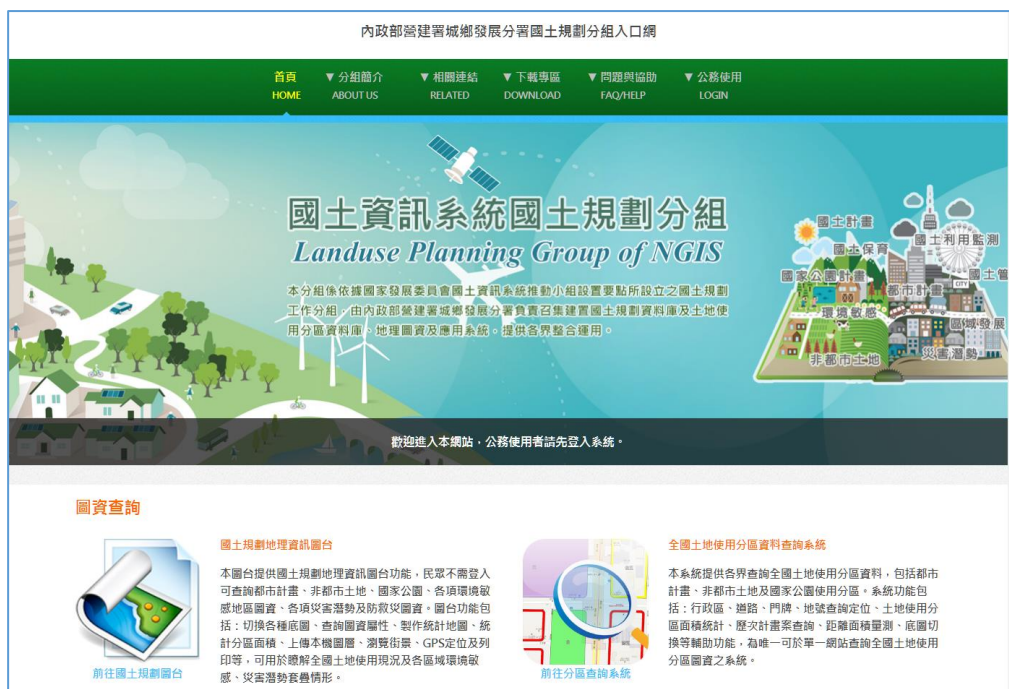 內政部營建署城鄉發展分署國土規劃分組入口網
首頁 ▼ 分組簡介 ▼ 相關連結 ▼ 下載專區 ▼ 問題與協助 ▼ 公務使用
HOME ABOUT US RELATED DOWNLOAD FAQ/HELP LOGIN
國土資訊系統國土規劃分組
Landuse Planning Group of NGIS
本分組係依據國家發展委員會國土資訊系統推動小組設置要點所設立之國土規劃
工作分組，由內政部營建署城鄉發展分署負責召集建置國土規劃資料庫及土地使
用分區資料庫、地理圖資及應用系統，提供各界整合運用。
國土計畫
國土保育
國土利用監測
國家公園計畫
國土管
CITY
都市計畫
環境敏感
區域發展
非都市土地
災害潛勢
歡迎進入本網站，公務使用者請先登入系統。
圖資查詢
國土規劃地理資訊圖台
本圖台提供國土規劃地理資訊圖台功能，民眾不需登入
可查詢都市計畫、非都市土地、國家公園、各項環境敏
感地區圖資、各項災害潛勢及防救災圖資。圖台功能包
括：切換各種底圖、查詢圖資屬性、製作統計地圖、統
計分區面積、上傳本機圖層、瀏覽街景、GPS定位及列
印等，可用於瞭解全國土地使用現況及各區域環境敏
感、災害潛勢套疊情形。
前往國土規劃圖台
全國土地使用分區資料查詢系統
本系統提供各界查詢全國土地使用分區資料，包括都市
計畫、非都市土地及國家公園使用分區。系統功能包
括：行政區、道路、門牌、地號查詢定位、土地使用分
區面積統計、歷次計畫案查詢、距離面積量測、底圖切
換等輔助功能，為唯一可於單一網站查詢全國土地使用
分區圖資之系統。
前往分區查詢系統